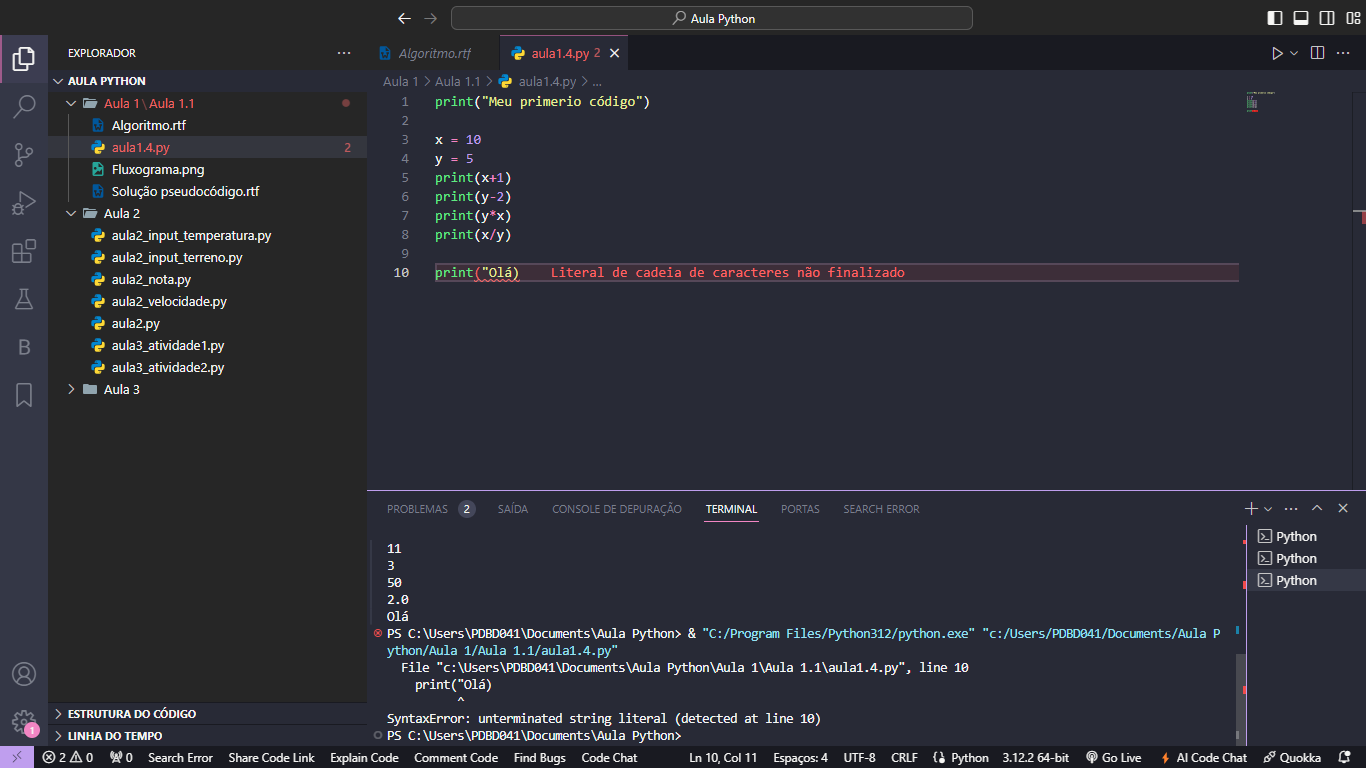 Aula Python
EXPLORADOR
AULA PYTHON
Aula 1 \ Aula 1.1
Algoritmo.rtf
aula1.4.py 2
Fluxograma.png
Solução pseudocódigo.rtf
Aula 2
aula2_input_temperatura.py
aula2_input_terreno.py
aula2_nota.py
aula2_velocidade.py
aula2.py
aula3_atividade1.py
aula3_atividade2.py
Aula 3
ESTRUTURA DO CÓDIGO
LINHA DO TEMPO
B
1
Algoritmo.rtf
aula1.4.py 2
Aula 1 > Aula 1.1 > aula1.4.py > ...
1 print("Meu primerio código")
2
3 x = 10
4 y = 5
5 print(x+1)
6 print(y-2)
7 print(y*x)
8 print(x/y)
9
10 print("Olá) Literal de cadeia de caracteres não finalizado
PROBLEMAS 2 SAÍDA CONSOLE DE DEPURAÇÃO TERMINAL PORTAS SEARCH ERROR
11
3
50
2.0
Olá
PS C:\Users\PDBD041\Documents\Aula Python> & "C:/Program Files/Python312/python.exe" "c:/Users/PDBD041/Documents/Aula P
ython/Aula 1/Aula 1.1/aula1.4.py"
File "c:\Users\PDBD041\Documents\Aula Python\Aula 1\Aula 1.1\aula1.4.py", line 10
print("Olá)
^
SyntaxError: unterminated string literal (detected at line 10)
PS C:\Users\PDBD041\Documents\Aula Python>
Python
Python
Python
2 0 0 Search Error Share Code Link Explain Code Comment Code Find Bugs Code Chat Ln 10, Col 11 Espaços: 4 UTF-8 CRLF Python 3.12.2 64-bit Go Live AI Code Chat Quokka